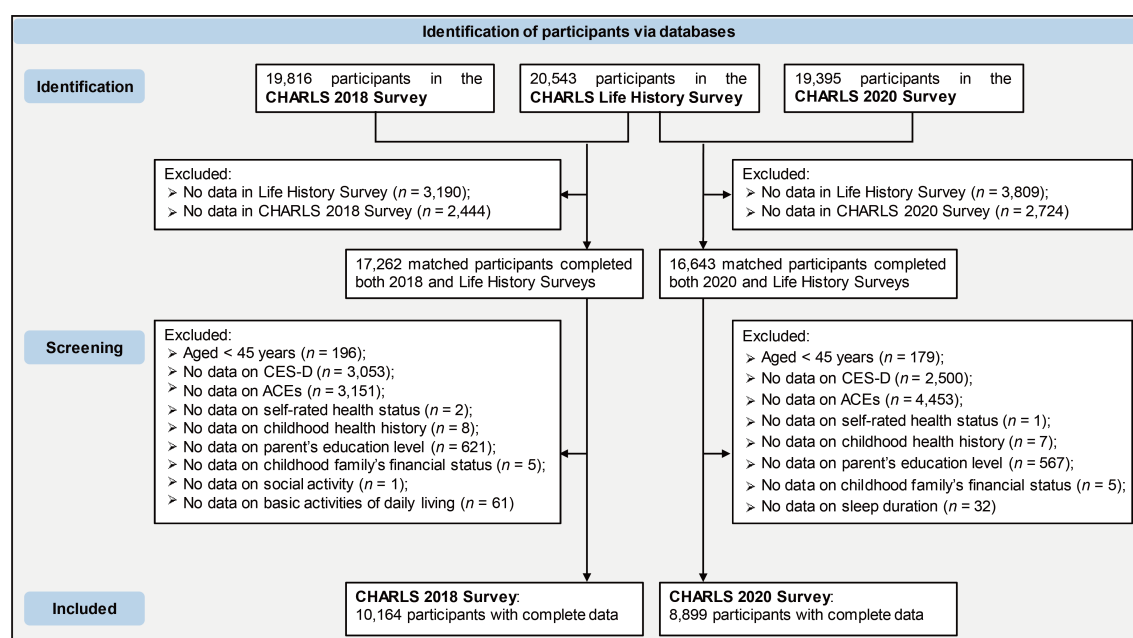 Identification of participants via databases
Identification
19,816 participants in the
CHARLS 2018 Survey
20,543 participants in the
CHARLS Life History Survey
19,395 participants in the
CHARLS 2020 Survey
Excluded:
➢ No data in Life History Survey (n = 3,190);
➢ No data in CHARLS 2018 Survey (n = 2,444)
Excluded:
➢ No data in Life History Survey (n = 3,809);
➢ No data in CHARLS 2020 Survey (n = 2,724)
17,262 matched participants completed
both 2018 and Life History Surveys
16,643 matched participants completed
both 2020 and Life History Surveys
Screening
Excluded:
➢ Aged < 45 years (n = 196);
➢ No data on CES-D (n = 3,053);
➢ No data on ACEs (n = 3,151);
➢ No data on self-rated health status (n = 2);
➢ No data on childhood health history (n = 8);
➢ No data on parent's education level (n = 621);
➢ No data on childhood family's financial status (n = 5);
➢ No data on social activity (n = 1);
➢ No data on basic activities of daily living (n = 61)
Excluded:
➢ Aged < 45 years (n = 179);
➢ No data on CES-D (n = 2,500);
➢ No data on ACEs (n = 4,453);
➢ No data on self-rated health status (n = 1);
➢ No data on childhood health history (n = 7);
➢ No data on parent's education level (n = 567);
➢ No data on childhood family's financial status (n = 5);
➢ No data on sleep duration (n = 32)
Included
CHARLS 2018 Survey:
10,164 participants with complete data
CHARLS 2020 Survey:
8,899 participants with complete data